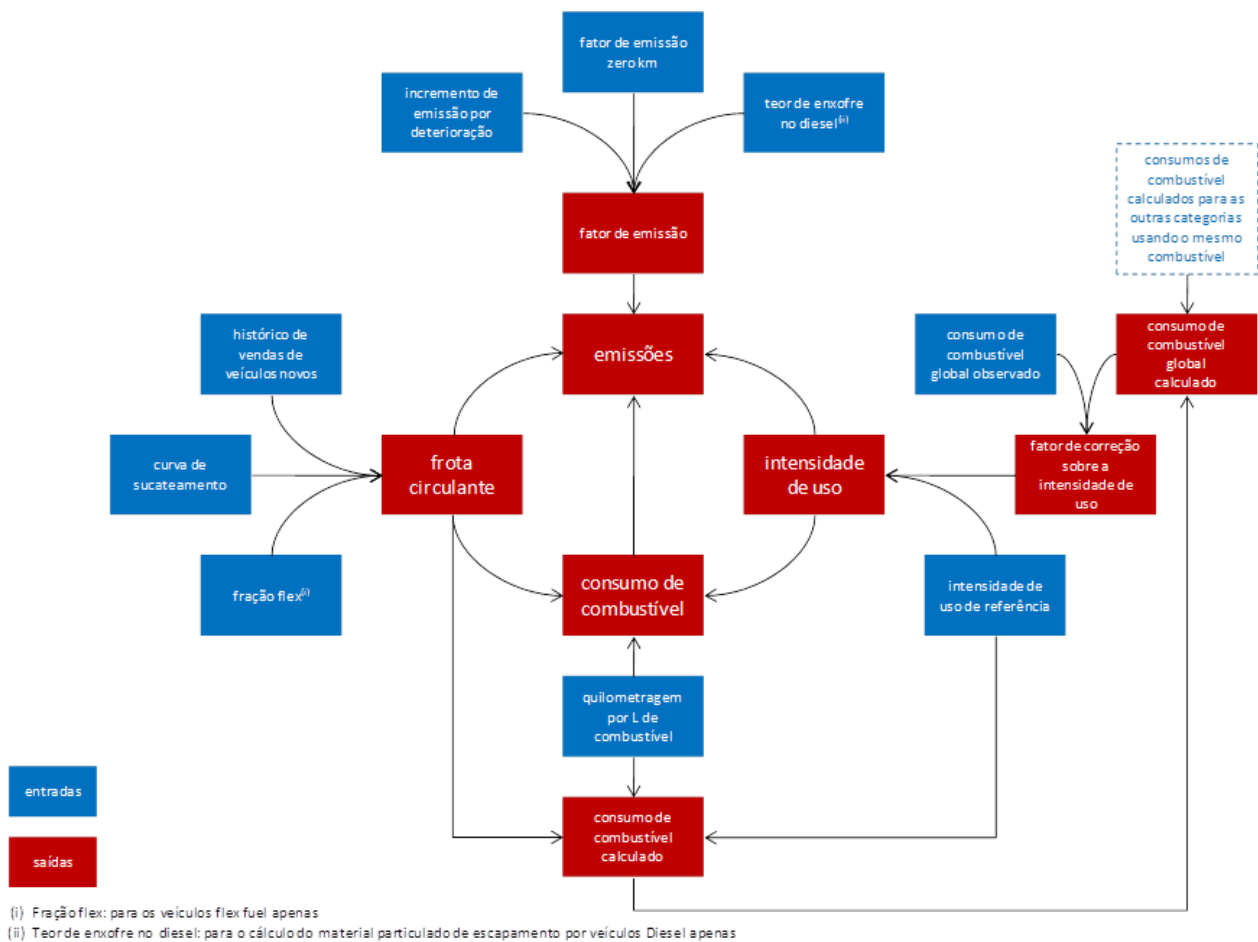 fator de emissão
zero km
incremento de
emissão por
deterioração
teor de enxofre
no diesel(ii)
consumos de
combustível
calculados para as
outras categorias
usando o mesmo
combustível
fator de emissão
histórico de
vendas de
veículos novos
emissões
consumo de
combustível
global observado
consumo de
combustível
global
calculado
curva de
sucateamento
frota
circulante
intensidade
de uso
fator de correção
sobre a
intensidade de
uso
fração flex(i)
consumo de
combustível
intensidade de
uso de referência
quilometragem
por L de
combustível
entradas
consumo de
combustível
calculado
saídas
(i) Fração flex: para os veículos flex fuel apenas
(ii) Teor de enxofre no diesel: para o cálculo do material particulado de escapamento por veículos Diesel apenas